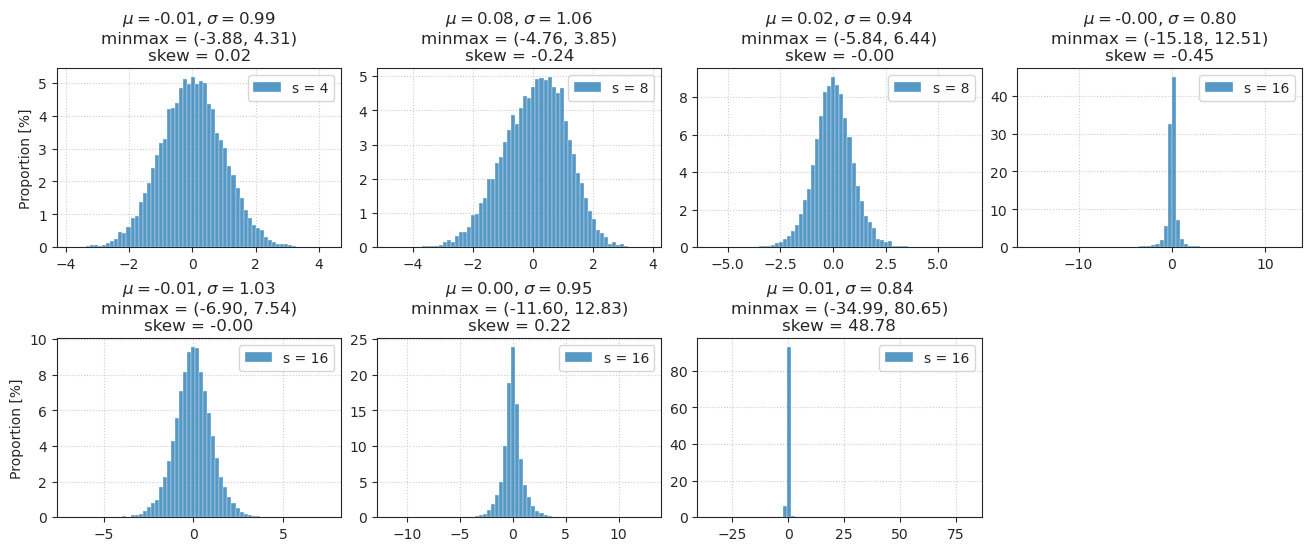 μ = -0.01, σ = 0.99
minmax = (-3.88, 4.31)
skew = 0.02
s = 4
Proportion [%]
5
4
3
2
1
0
−4 −2 0 2 4
μ = 0.08, σ = 1.06
minmax = (-4.76, 3.85)
skew = -0.24
s = 8
5
4
3
2
1
0
−4 −2 0 2 4
μ = 0.02, σ = 0.94
minmax = (-5.84, 6.44)
skew = -0.00
s = 8
8
6
4
2
0
−5.0 −2.5 0.0 2.5 5.0
μ = -0.00, σ = 0.80
minmax = (-15.18, 12.51)
skew = -0.45
s = 16
40
30
20
10
0
−10 0 10
μ = -0.01, σ = 1.03
minmax = (-6.90, 7.54)
skew = -0.00
s = 16
Proportion [%]
10
8
6
4
2
0
−5 0 5
μ = 0.00, σ = 0.95
minmax = (-11.60, 12.83)
skew = 0.22
s = 16
25
20
15
10
5
0
−10 −5 0 5 10
μ = 0.01, σ = 0.84
minmax = (-34.99, 80.65)
skew = 48.78
s = 16
80
60
40
20
0
−25 0 25 50 75